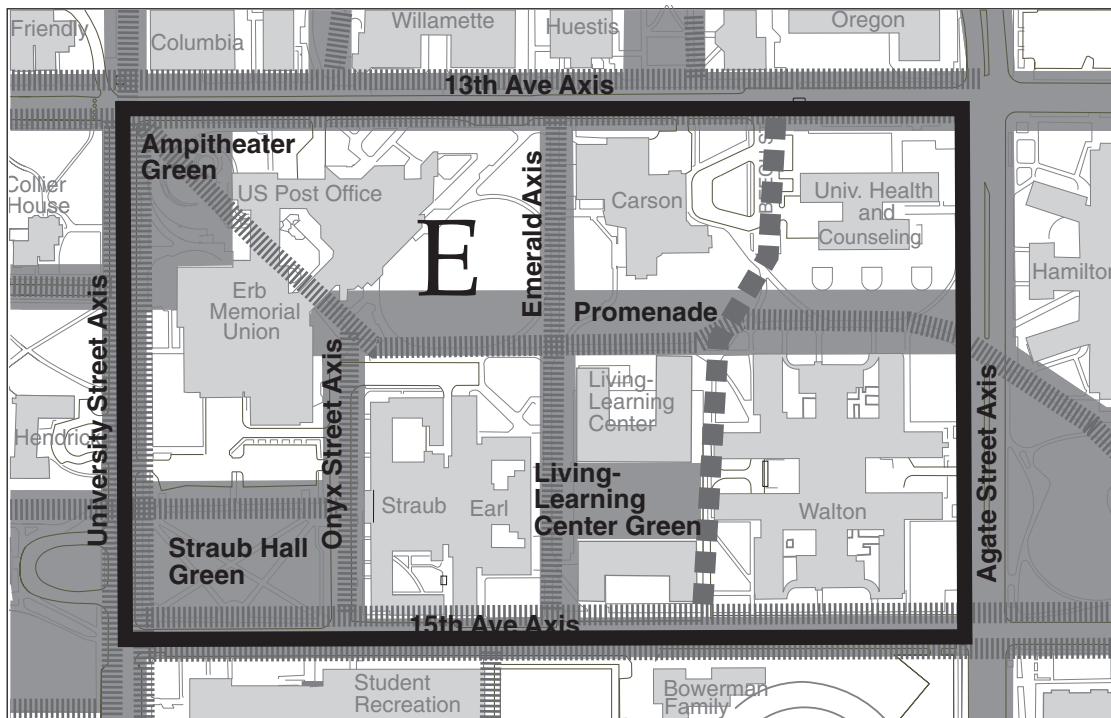 Friendly
Columbia
Willamette
Huestis
Oregon
13th Ave Axis
Ampitheater
Green
US Post Office
Collier
House
E
Emerald Axis
Carson
Univ. Health
and
Counseling
Hamilton
University Street Axis
Erb
Memorial
Union
Promenade
Onyx Street Axis
Living-
Learning
Center
Hendric
Agate Street Axis
Straub
Earl
Living-
Learning
Center Green
Walton
Straub Hall
Green
15th Ave Axis
Student
Recreation
Bowerman
Family